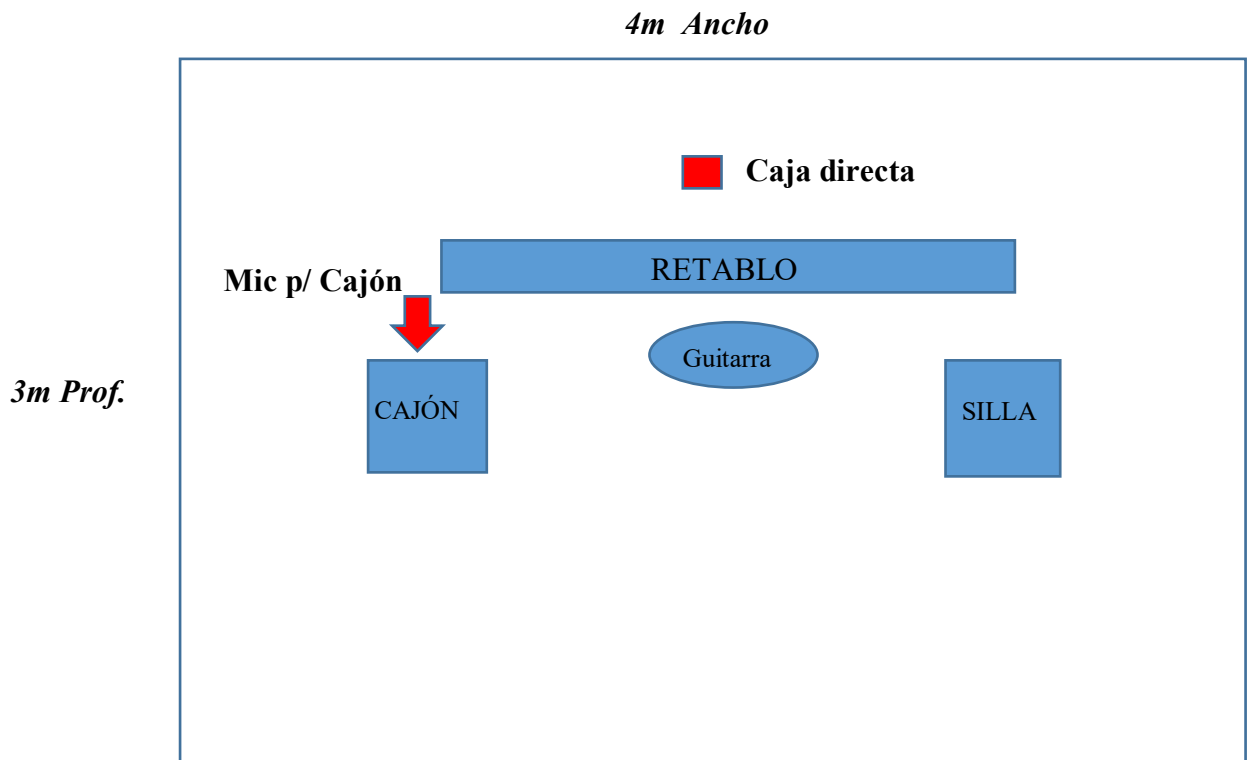 4m Ancho
Caja directa
RETABLO
Mic p/ Cajón
Guitarra
3m Prof.
CAJÓN
SILLA